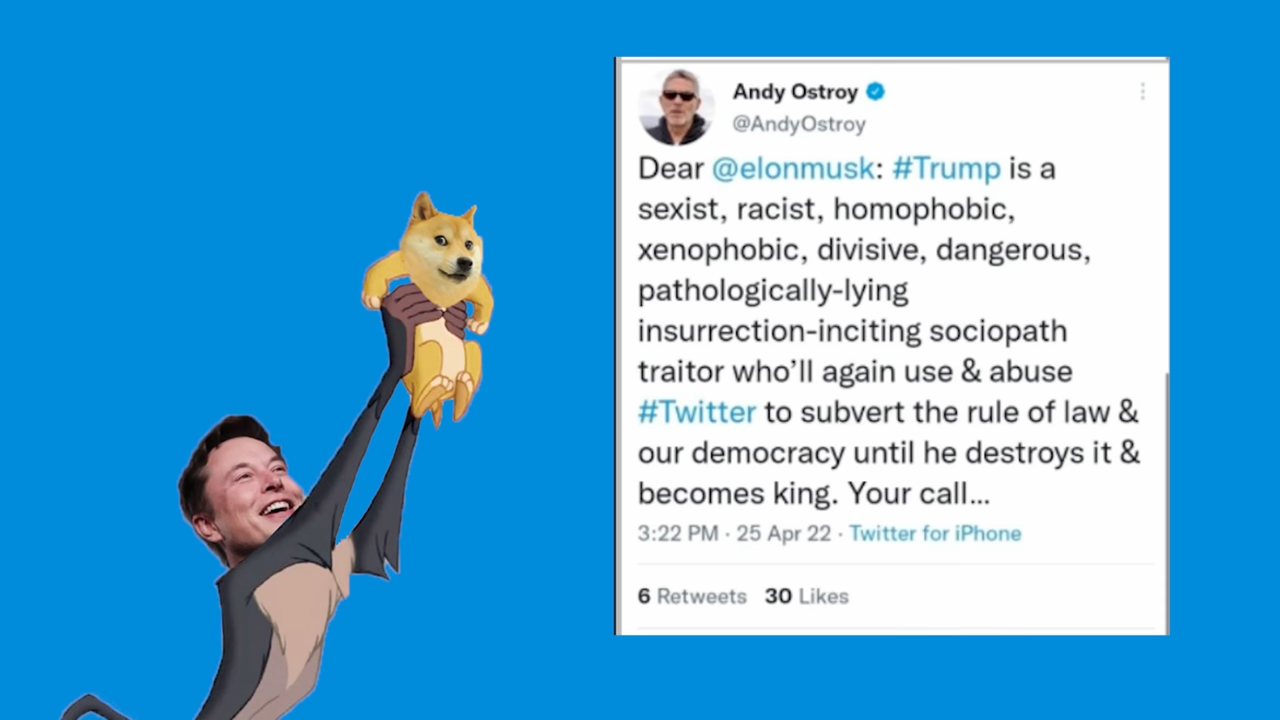 Andy Ostroy
@AndyOstroy
Dear @elonmusk: #Trump is a
sexist, racist, homophobic,
xenophobic, divisive, dangerous,
pathologically-lying
insurrection-inciting sociopath
traitor who’ll again use & abuse
#Twitter to subvert the rule of law &
our democracy until he destroys it &
becomes king. Your call...
3:22 PM · 25 Apr 22 · Twitter for iPhone
6 Retweets 30 Likes